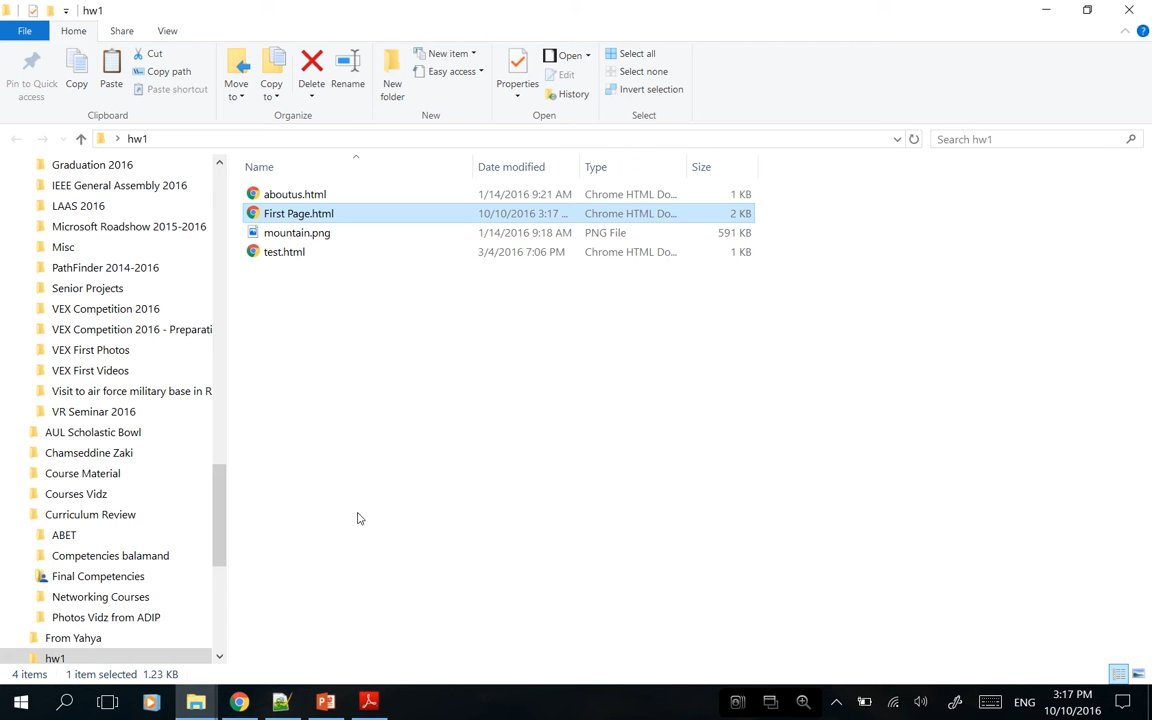 hw1
File Home Share View
Pin to Quick access
Copy
Paste
Cut
Copy path
Paste shortcut
Clipboard
Move to
Copy to
Delete
Rename
Organize
New folder
New item
Easy access
New
Properties
Open
Edit
History
Open
Select all
Select none
Invert selection
Select
hw1
Search hw1
Graduation 2016
IEEE General Assembly 2016
LAAS 2016
Microsoft Roadshow 2015-2016
Misc
PathFinder 2014-2016
Senior Projects
VEX Competition 2016
VEX Competition 2016 - Preparati
VEX First Photos
VEX First Videos
Visit to air force military base in R
VR Seminar 2016
AUL Scholastic Bowl
Chamseddine Zaki
Course Material
Courses Vidz
Curriculum Review
ABET
Competencies balamand
Final Competencies
Networking Courses
Photos Vidz from ADIP
From Yahya
hw1
Name Date modified Type Size
aboutus.html 1/14/2016 9:21 AM Chrome HTML Do... 1 KB
First Page.html 10/10/2016 3:17 ... Chrome HTML Do... 2 KB
mountain.png 1/14/2016 9:18 AM PNG File 591 KB
test.html 3/4/2016 7:06 PM Chrome HTML Do... 1 KB
4 items 1 item selected 1.23 KB
ENG
3:17 PM
10/10/2016